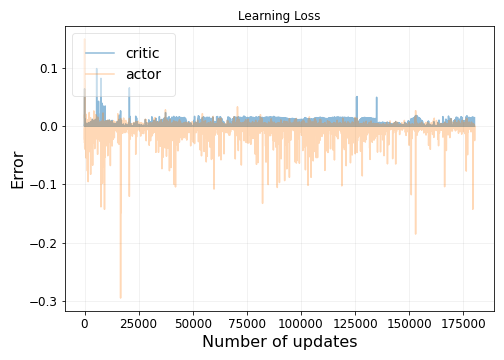 Learning Loss
critic
actor
0.1
0.0
−0.1
−0.2
−0.3
Error
0 25000 50000 75000 100000 125000 150000 175000
Number of updates